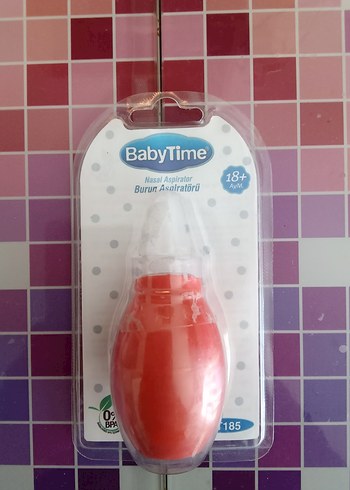 BabyTime
Nasal Aspirator
Burun Aspiratörü
18+
Ay/M
0%
BPA
185